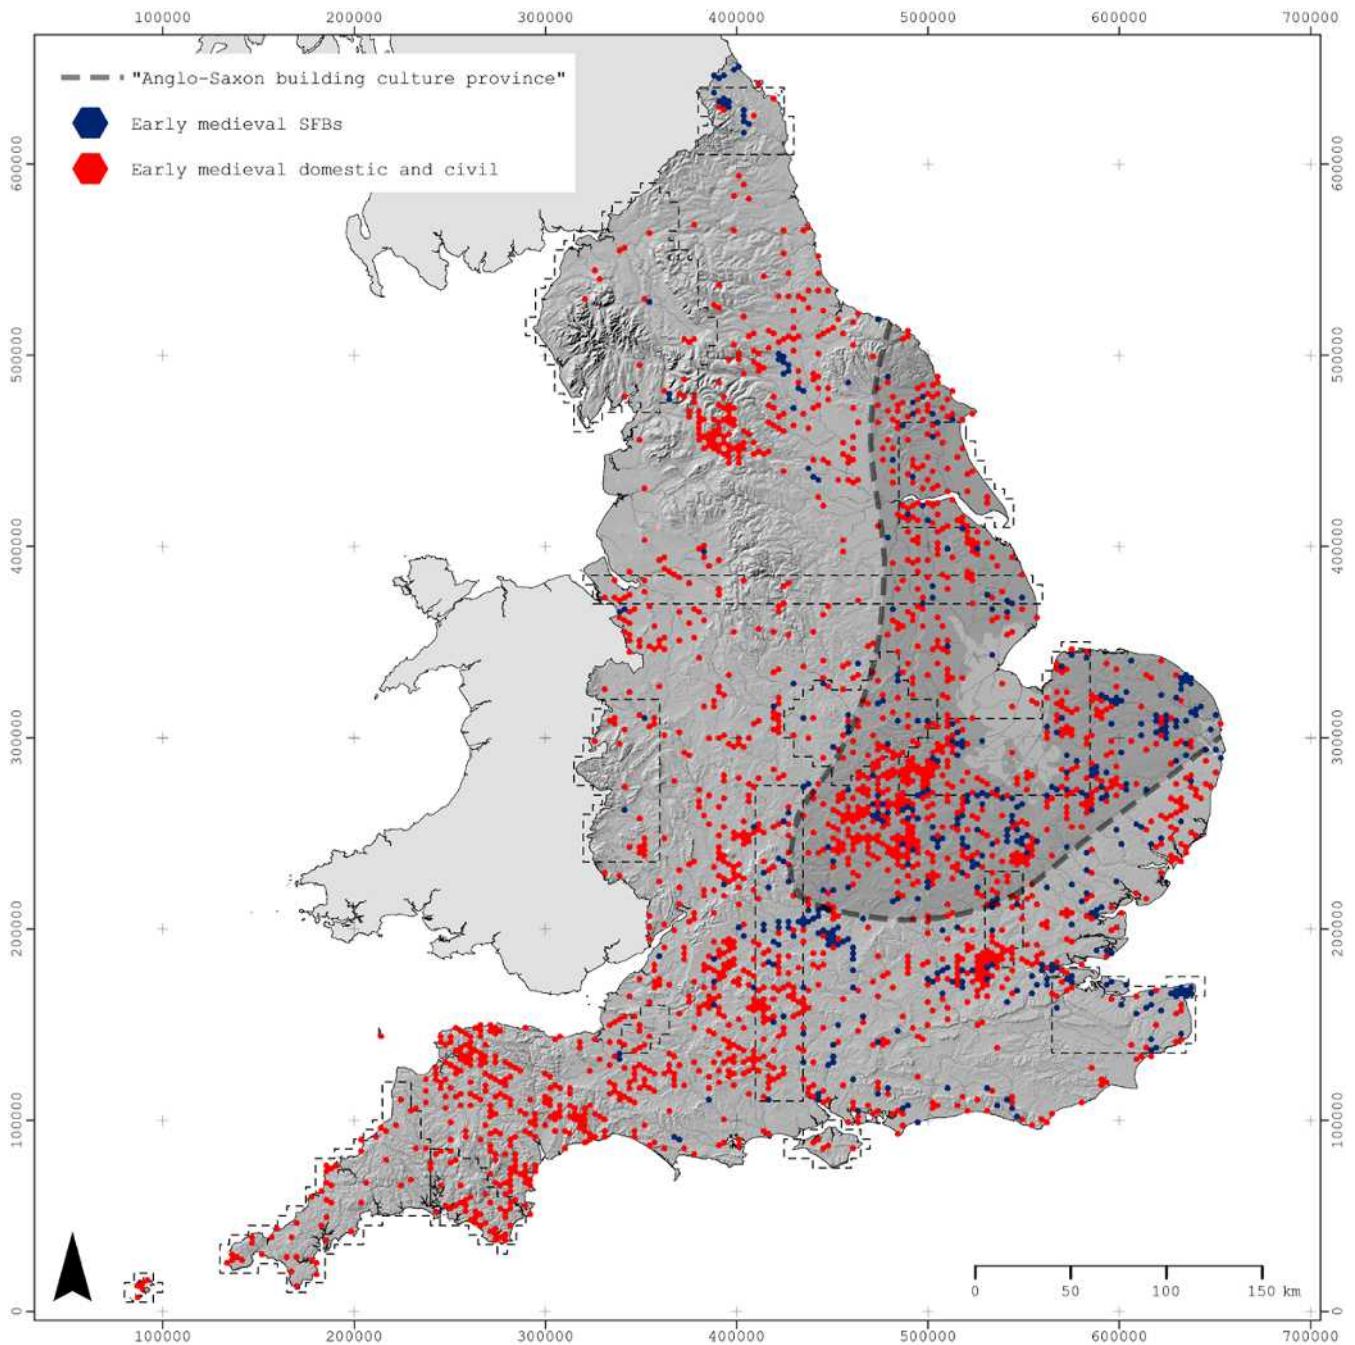 100000 200000 300000 400000 500000 600000 700000
"Anglo-Saxon building culture province"
Early medieval SFBs
Early medieval domestic and civil
600000 600000
500000 500000
400000 400000
300000 300000
200000 200000
100000 100000
0 0
0 50 100 150 km
100000 200000 300000 400000 500000 600000 700000